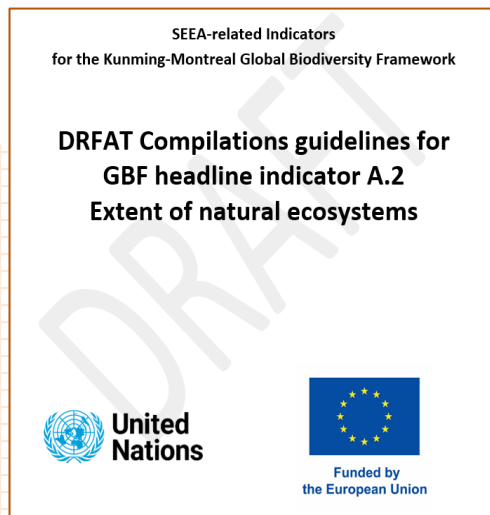 SEEA-related Indicators
for the Kunming-Montreal Global Biodiversity Framework
DRFAT Compilations guidelines for
GBF headline indicator A.2
Extent of natural ecosystems
DRAFT
United
Nations
Funded by
the European Union